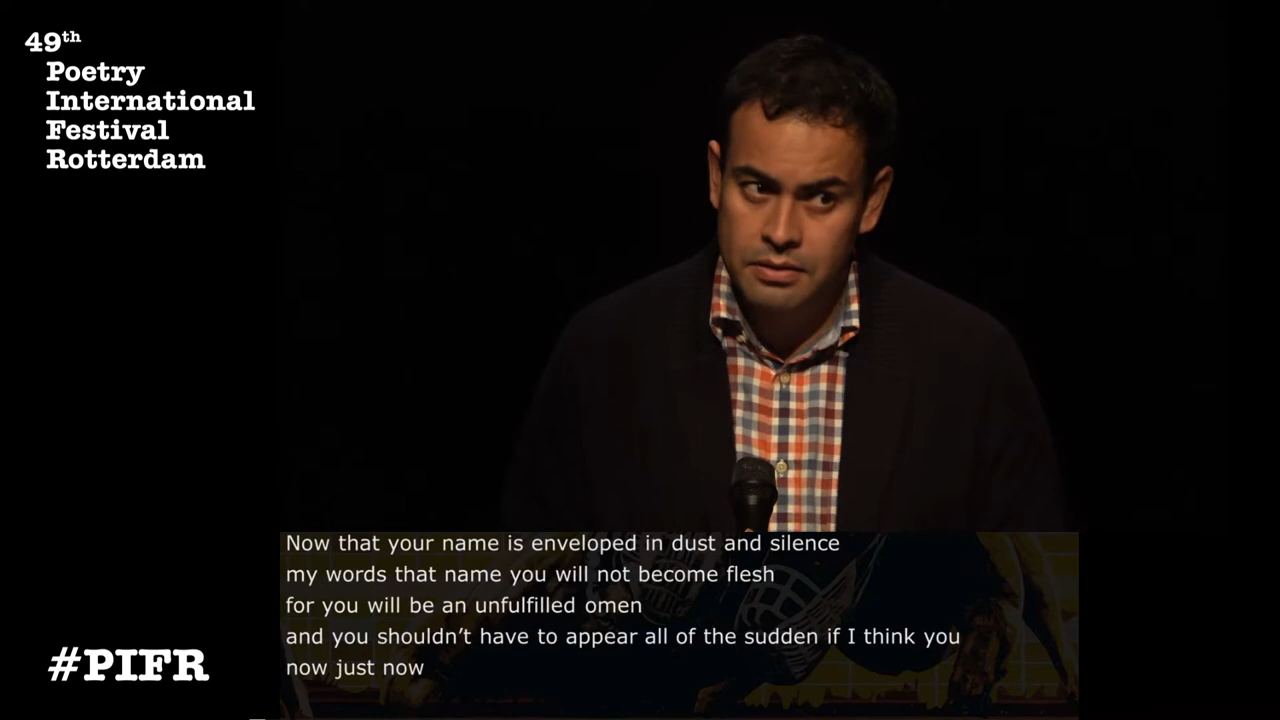 49th
Poetry
International
Festival
Rotterdam
Now that your name is enveloped in dust and silence
my words that name you will not become flesh
for you will be an unfulfilled omen
and you shouldn’t have to appear all of the sudden if I think you
now just now
#PIFR